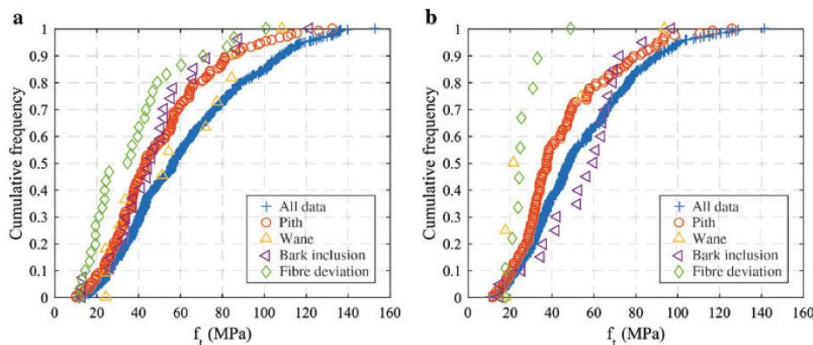 a
Cumulative frequency
1
0.9
0.8
0.7
0.6
0.5
0.4
0.3
0.2
0.1
0
All data
Pith
Wane
Bark inclusion
Fibre deviation
0 20 40 60 80 100 120 140 160
f_t (MPa)
b
Cumulative frequency
1
0.9
0.8
0.7
0.6
0.5
0.4
0.3
0.2
0.1
0
All data
Pith
Wane
Bark inclusion
Fibre deviation
0 20 40 60 80 100 120 140 160
f_t (MPa)